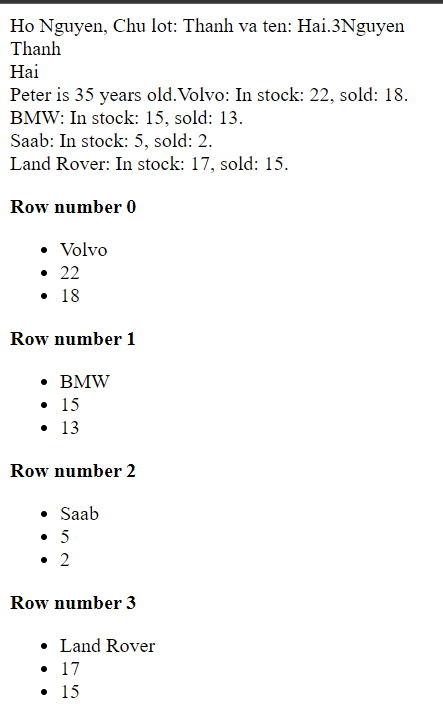 Ho Nguyen, Chu lot: Thanh va ten: Hai.3Nguyen
Thanh
Hai
Peter is 35 years old.Volvo: In stock: 22, sold: 18.
BMW: In stock: 15, sold: 13.
Saab: In stock: 5, sold: 2.
Land Rover: In stock: 17, sold: 15.
Row number 0
• Volvo
• 22
• 18
Row number 1
• BMW
• 15
• 13
Row number 2
• Saab
• 5
• 2
Row number 3
• Land Rover
• 17
• 15